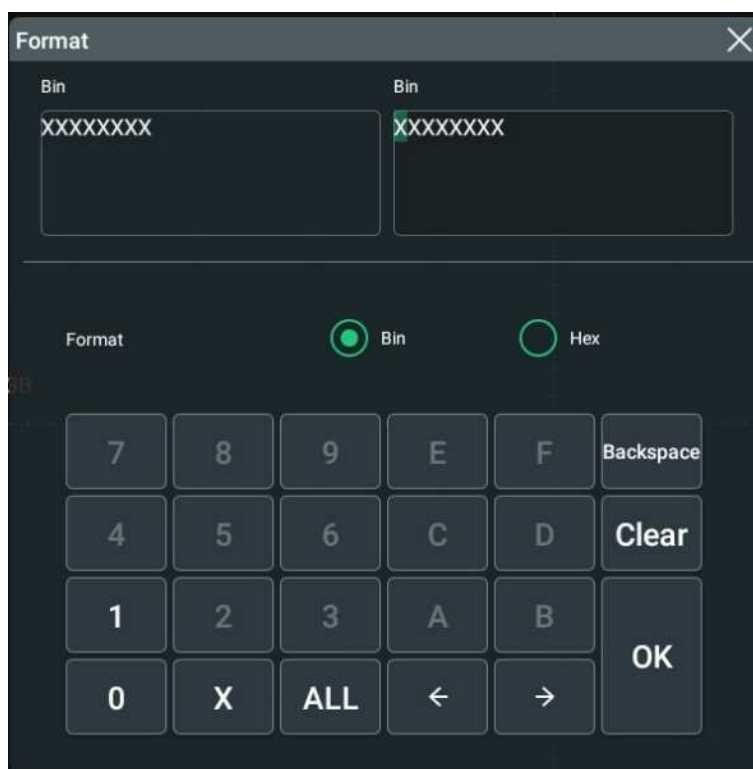 Format
Bin Bin
XXXXXXXX XXXXXXXX
Format Bin Hex
3B
7 8 9 E F Backspace
4 5 6 C D Clear
1 2 3 A B
OK
0 X ALL ← →